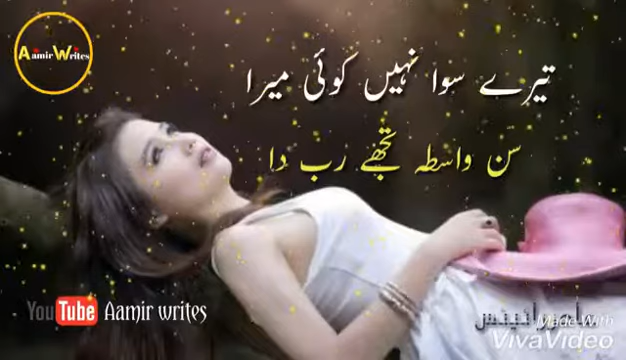 Aamir Writes
تیرے سوا نہیں کوئی میرا
سن واسطہ تجھے رب دا
YouTube Aamir writes
Made With
VivaVideo